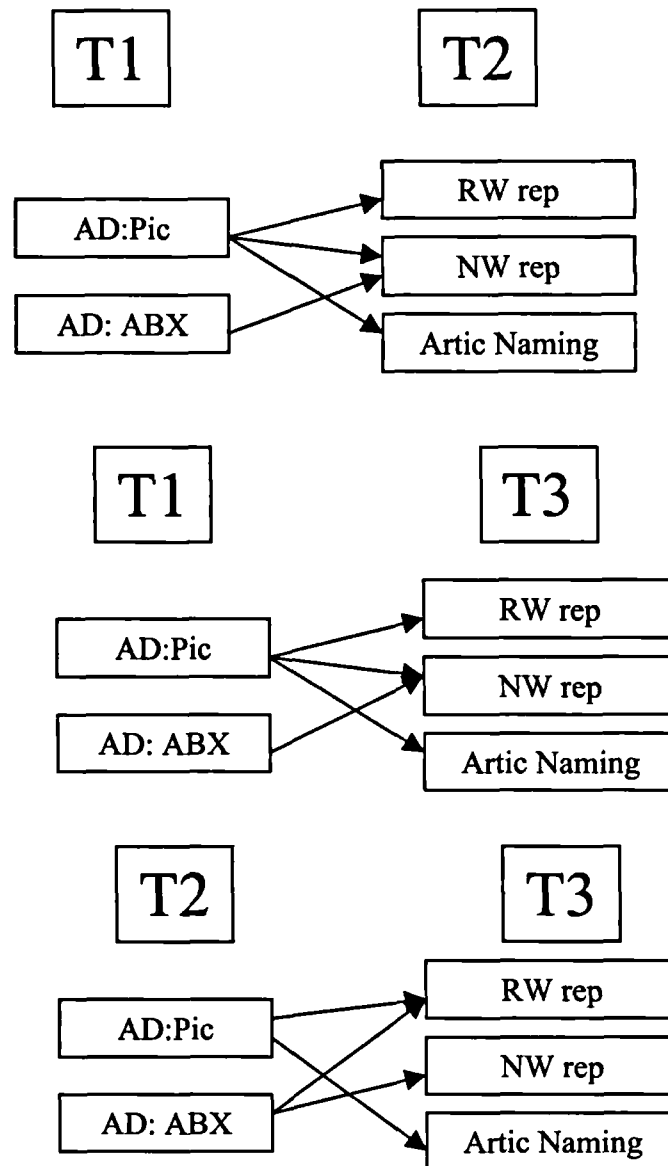 T1 T2
AD:Pic RW rep
AD: ABX NW rep
Artic Naming
T1 T3
AD:Pic RW rep
AD: ABX NW rep
Artic Naming
T2 T3
AD:Pic RW rep
AD: ABX NW rep
Artic Naming